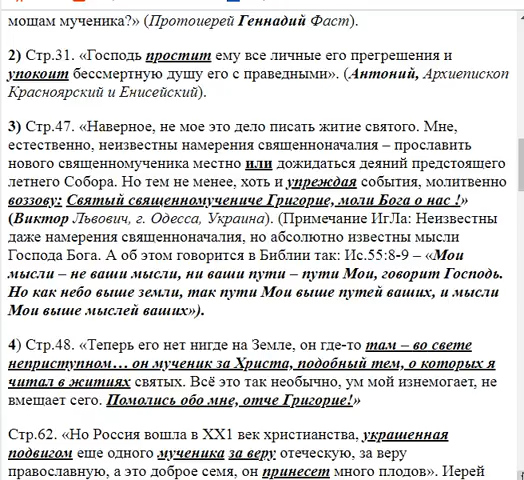 мощам мученика?» (Протоиерей Геннадий Фаст).
2) Стр.31. «Господь простит ему все личные его прегрешения и
упокоит бессмертную душу его с праведными». (Антоний, Архиепископ
Красноярский и Енисейский).
3) Стр.47. «Наверное, не мое это дело писать житие святого. Мне,
естественно, неизвестны намерения священноначалия – прославить
нового священномученика местно или дожидаться деяний предстоящего
летнего Собора. Но тем не менее, хоть и упреждая события, молитвенно
воззову: Святый священномучениче Григорие, моли Бога о нас !»
(Виктор Львович, г. Одесса, Украина). (Примечание ИгЛа: Неизвестны
даже намерения священноначалия, но абсолютно известны мысли
Господа Бога. А об этом говорится в Библии так: Ис.55:8-9 – «Мои
мысли – не ваши мысли, ни ваши пути – пути Мои, говорит Господь.
Но как небо выше земли, так пути Мои выше путей ваших, и мысли
Мои выше мыслей ваших»).
4) Стр.48. «Теперь его нет нигде на Земле, он где-то там – во свете
неприступном… он мученик за Христа, подобный тем, о которых я
читал в житиях святых. Всё это так необычно, ум мой изнемогает, не
вмещает сего. Помолись обо мне, отче Григорие!»
Стр.62. «Но Россия вошла в XX1 век христианства, украшенная
подвигом еще одного мученика за веру отеческую, за веру
православную, а это доброе семя, он принесет много плодов». Иерей